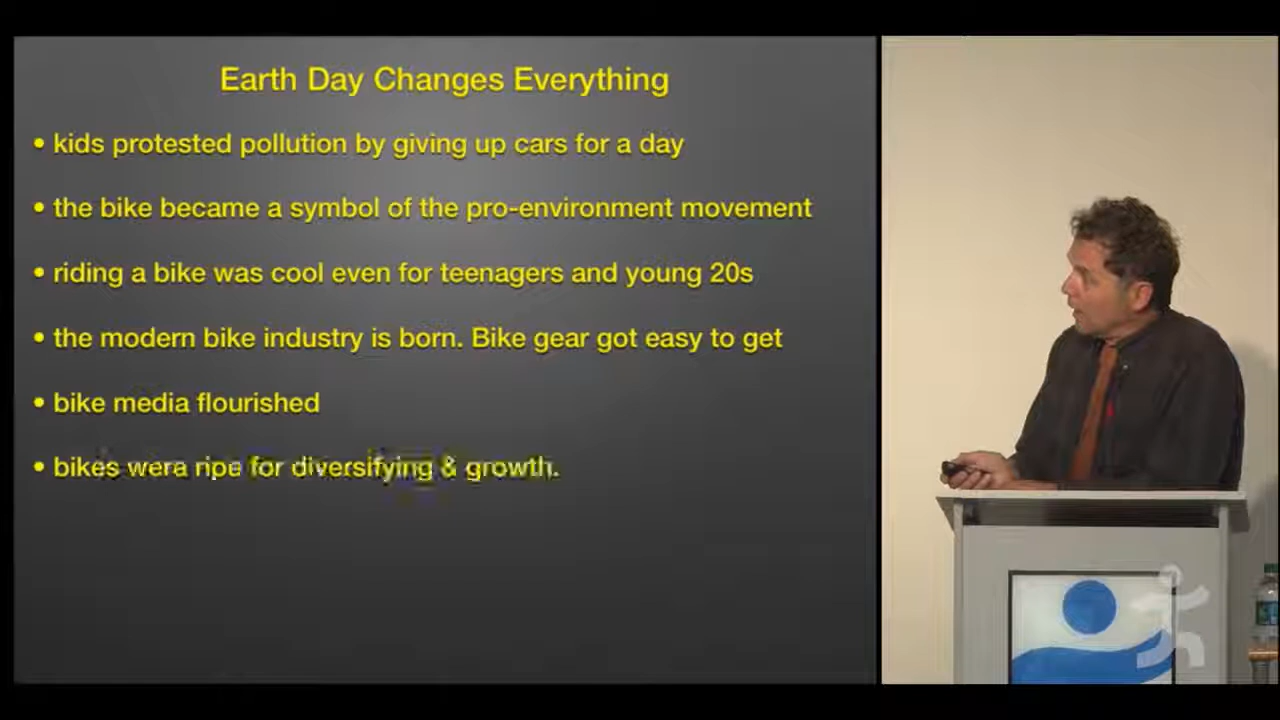 Earth Day Changes Everything
• kids protested pollution by giving up cars for a day
• the bike became a symbol of the pro-environment movement
• riding a bike was cool even for teenagers and young 20s
• the modern bike industry is born. Bike gear got easy to get
• bike media flourished
• bikes wera ripe for diversifying & growth.